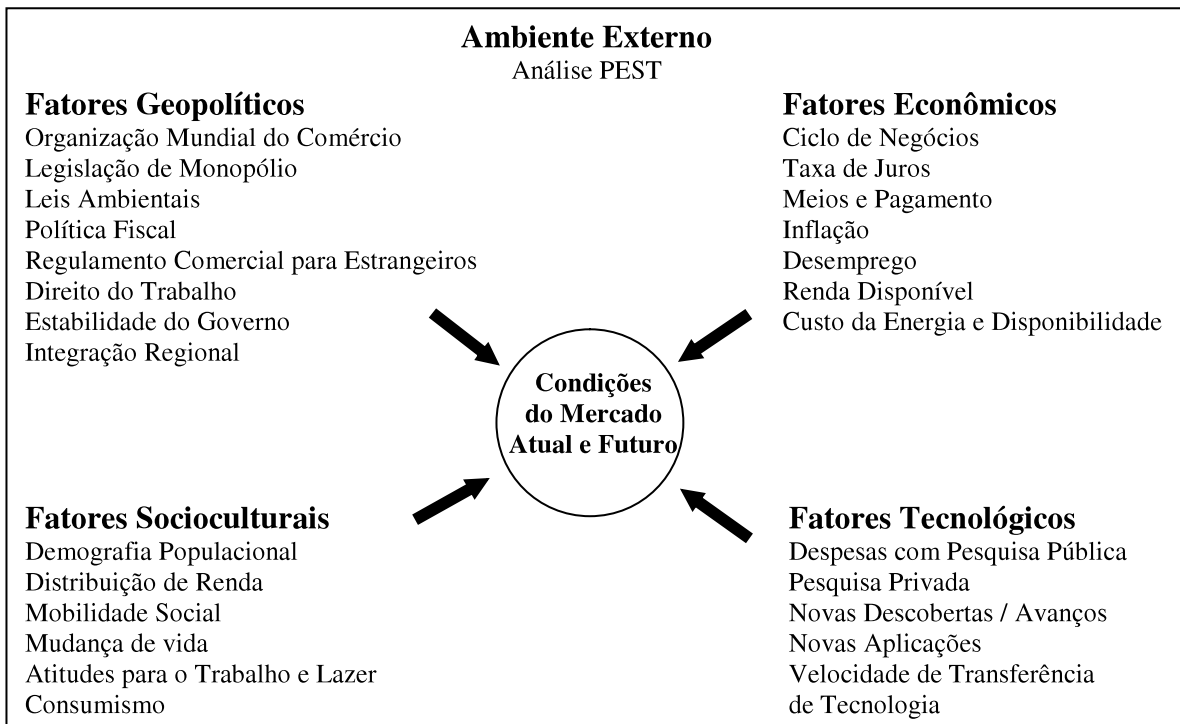 Ambiente Externo
Análise PEST
Fatores Geopolíticos
Organização Mundial do Comércio
Legislação de Monopólio
Leis Ambientais
Política Fiscal
Regulamento Comercial para Estrangeiros
Direito do Trabalho
Estabilidade do Governo
Integração Regional
Fatores Econômicos
Ciclo de Negócios
Taxa de Juros
Meios e Pagamento
Inflação
Desemprego
Renda Disponível
Custo da Energia e Disponibilidade
Condições
do Mercado
Atual e Futuro
Fatores Socioculturais
Demografia Populacional
Distribuição de Renda
Mobilidade Social
Mudança de vida
Atitudes para o Trabalho e Lazer
Consumismo
Fatores Tecnológicos
Despesas com Pesquisa Pública
Pesquisa Privada
Novas Descobertas / Avanços
Novas Aplicações
Velocidade de Transferência
de Tecnologia